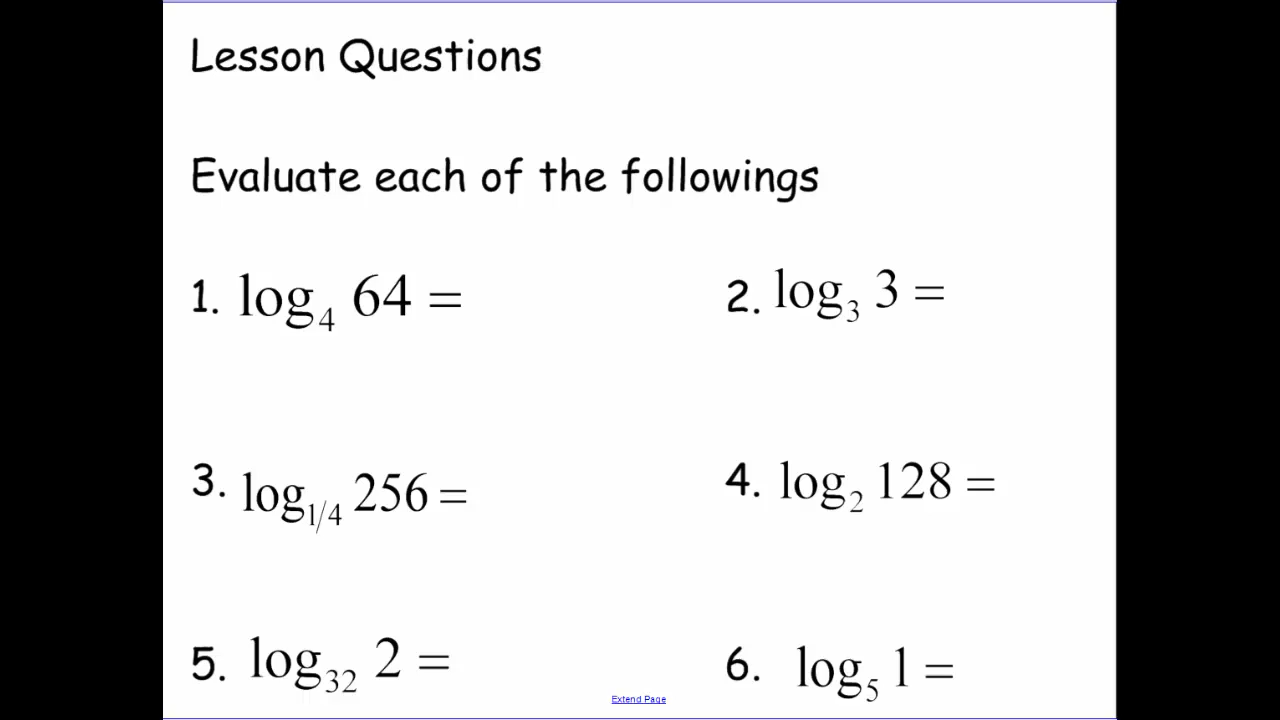 Lesson Questions
Evaluate each of the followings
1. log₄ 64 =
2. log₃ 3 =
3. log₁/₄ 256 =
4. log₂ 128 =
5. log₃₂ 2 =
6. log₅ 1 =
Extend Page